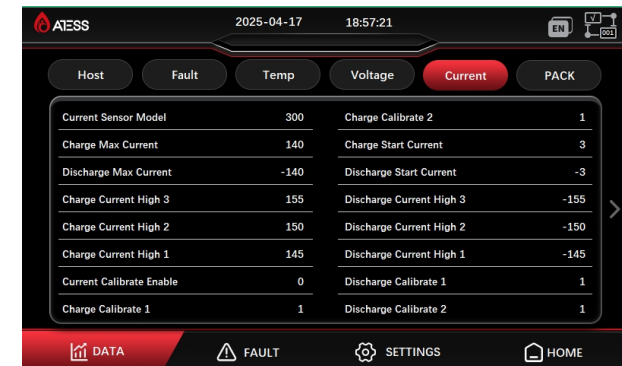 ATESS 2025-04-17 18:57:21 EN 001
Host Fault Temp Voltage Current PACK
Current Sensor Model 300 Charge Calibrate 2 1
Charge Max Current 140 Charge Start Current 3
Discharge Max Current -140 Discharge Start Current -3
Charge Current High 3 155 Discharge Current High 3 -155
Charge Current High 2 150 Discharge Current High 2 -150
Charge Current High 1 145 Discharge Current High 1 -145
Current Calibrate Enable 0 Discharge Calibrate 1 1
Charge Calibrate 1 1 Discharge Calibrate 2 1
DATA FAULT SETTINGS HOME